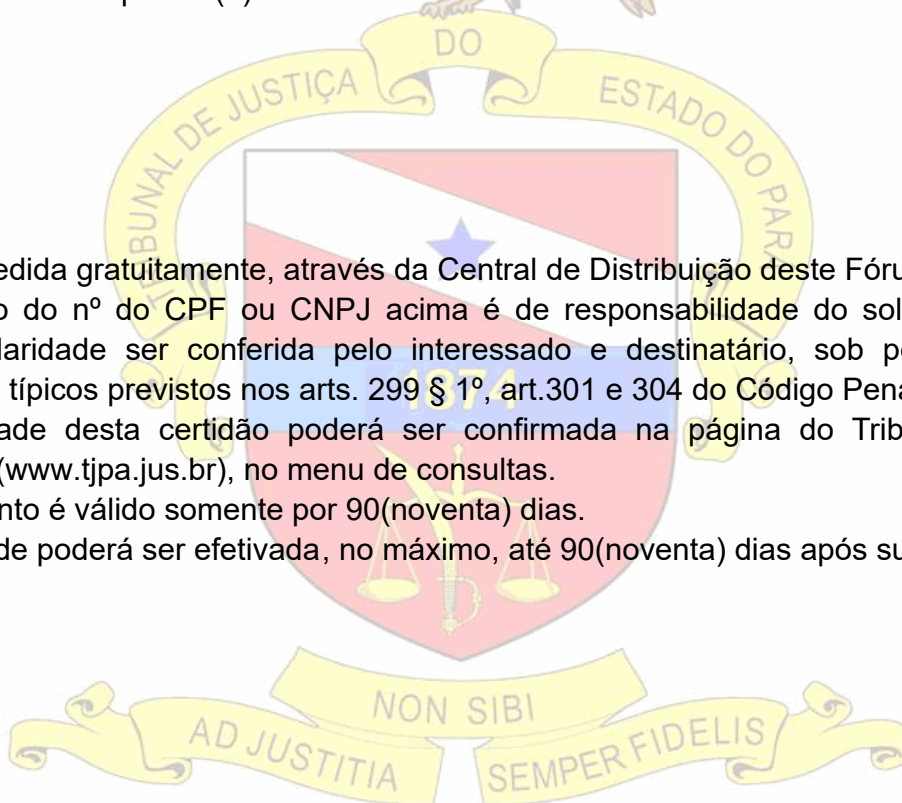 DO
TRIBUNAL DE JUSTIÇA
ESTADO DO PARÁ
edida gratuitamente, através da Central de Distribuição deste Fóru
o do nº do CPF ou CNPJ acima é de responsabilidade do sol
laridade ser conferida pelo interessado e destinatário, sob p
típicos previstos nos arts. 299 § 1º, art.301 e 304 do Código Pena
1874
ade desta certidão poderá ser confirmada na página do Trib
(www.tjpa.jus.br), no menu de consultas.
nto é válido somente por 90(noventa) dias.
de poderá ser efetivada, no máximo, até 90(noventa) dias após su
NON SIBI
AD JUSTITIA
SEMPER FIDELIS